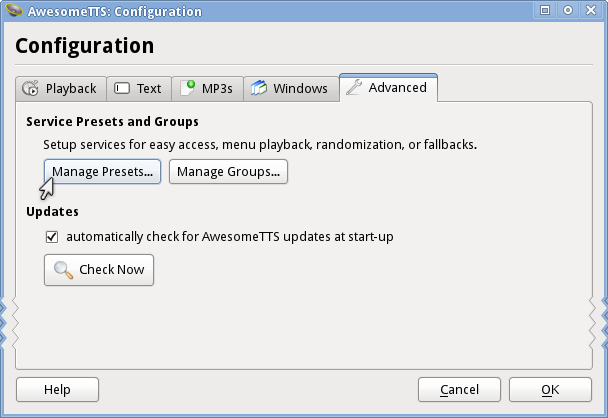 AwesomeTTS: Configuration
Configuration
Playback Text MP3s Windows Advanced
Service Presets and Groups
Setup services for easy access, menu playback, randomization, or fallbacks.
Manage Presets... Manage Groups...
Updates
automatically check for AwesomeTTS updates at start-up
Check Now
Help Cancel OK